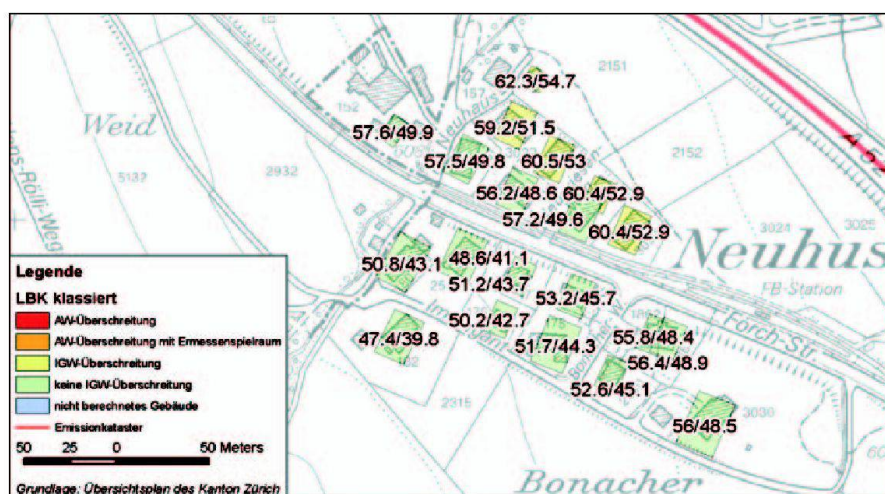 2151
62.3/54.7
157
152
57.6/49.9
59.2/51.5
Weid
57.5/49.8
60.5/53
2152
5132
2932
56.2/48.6
60.4/52.9
57.2/49.6
3024
3025
60.4/52.9
Neuhus
FB-Station
50.8/43.1
48.6/41.1
51.2/43.7
53.2/45.7
50.2/42.7
47.4/39.8
51.7/44.3
55.8/48.4
Forch-Str.
56.4/48.9
52.6/45.1
2315
56/48.5
3030
Bonacher
Legende
LBK klassiert
AW-Überschreitung
AW-Überschreitung mit Ermessenspielraum
IGW-Überschreitung
keine IGW-Überschreitung
nicht berechnetes Gebäude
Emissionkataster
50 25 0 50 Meters
Grundlage: Übersichtsplan des Kanton Zürich